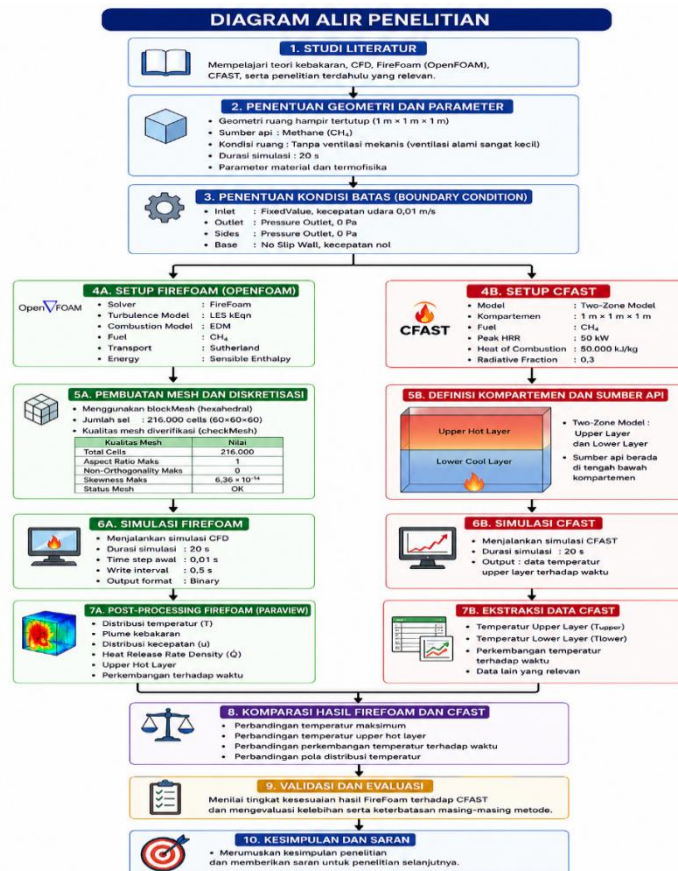 DIAGRAM ALIR PENELITIAN
1. STUDI LITERATUR
Mempelajari teori kebakaran, CFD, FireFoam (OpenFOAM),
CFAST, serta penelitian terdahulu yang relevan.
2. PENENTUAN GEOMETRI DAN PARAMETER
• Geometri ruang hampir tertutup (1 m × 1 m × 1 m)
• Sumber api : Methane (CH₄)
• Kondisi ruang : Tanpa ventilasi mekanis (ventilasi alami sangat kecil)
• Durasi simulasi : 20 s
• Parameter material dan termofisika
3. PENENTUAN KONDISI BATAS (BOUNDARY CONDITION)
• Inlet : FixedValue, kecepatan udara 0,01 m/s
• Outlet : Pressure Outlet, 0 Pa
• Sides : Pressure Outlet, 0 Pa
• Base : No Slip Wall, kecepatan nol
4A. SETUP FIREFOAM (OPENFOAM)
OpenFOAM
• Solver : FireFoam
• Turbulence Model : LES kEqn
• Combustion Model : EDM
• Fuel : CH₄
• Transport : Sutherland
• Energy : Sensible Enthalpy
5A. PEMBUATAN MESH DAN DISKRETISASI
• Menggunakan blockMesh (hexahedral)
• Jumlah sel : 216.000 cells (60×60×60)
• Kualitas mesh diverifikasi (checkMesh)
Kualitas Mesh Nilai
Total Cells 216.000
Aspect Ratio Maks 1
Non-Orthogonality Maks 0
Skewness Maks 6,36 × 10⁻¹⁴
Status Mesh OK
6A. SIMULASI FIREFOAM
• Menjalankan simulasi CFD
• Durasi simulasi : 20 s
• Time step awal : 0,01 s
• Write interval : 0,5 s
• Output format : Binary
7A. POST-PROCESSING FIREFOAM (PARAVIEW)
• Distribusi temperatur (T)
• Plume kebakaran
• Distribusi kecepatan (u)
• Heat Release Rate Density (Q̇)
• Upper Hot Layer
• Perkembangan terhadap waktu
4B. SETUP CFAST
CFAST
• Model : Two-Zone Model
• Kompartemen : 1 m × 1 m × 1 m
• Fuel : CH₄
• Peak HRR : 50 kW
• Heat of Combustion : 50.000 kJ/kg
• Radiative Fraction : 0,3
5B. DEFINISI KOMPARTEMEN DAN SUMBER API
Upper Hot Layer
Lower Cool Layer
• Two-Zone Model :
Upper Layer
dan Lower Layer
• Sumber api berada
di tengah bawah
kompartemen
6B. SIMULASI CFAST
• Menjalankan simulasi CFAST
• Durasi simulasi : 20 s
• Output : data temperatur
upper layer terhadap waktu
7B. EKSTRAKSI DATA CFAST
• Temperatur Upper Layer (Tupper)
• Temperatur Lower Layer (Tlower)
• Perkembangan temperatur
terhadap waktu
• Data lain yang relevan
8. KOMPARASI HASIL FIREFOAM DAN CFAST
• Perbandingan temperatur maksimum
• Perbandingan temperatur upper hot layer
• Perbandingan perkembangan temperatur terhadap waktu
• Perbandingan pola distribusi temperatur
9. VALIDASI DAN EVALUASI
Menilai tingkat kesesuaian hasil FireFoam terhadap CFAST
dan mengevaluasi kelebihan serta keterbatasan masing-masing metode.
10. KESIMPULAN DAN SARAN
• Merumuskan kesimpulan penelitian
dan memberikan saran untuk penelitian selanjutnya.